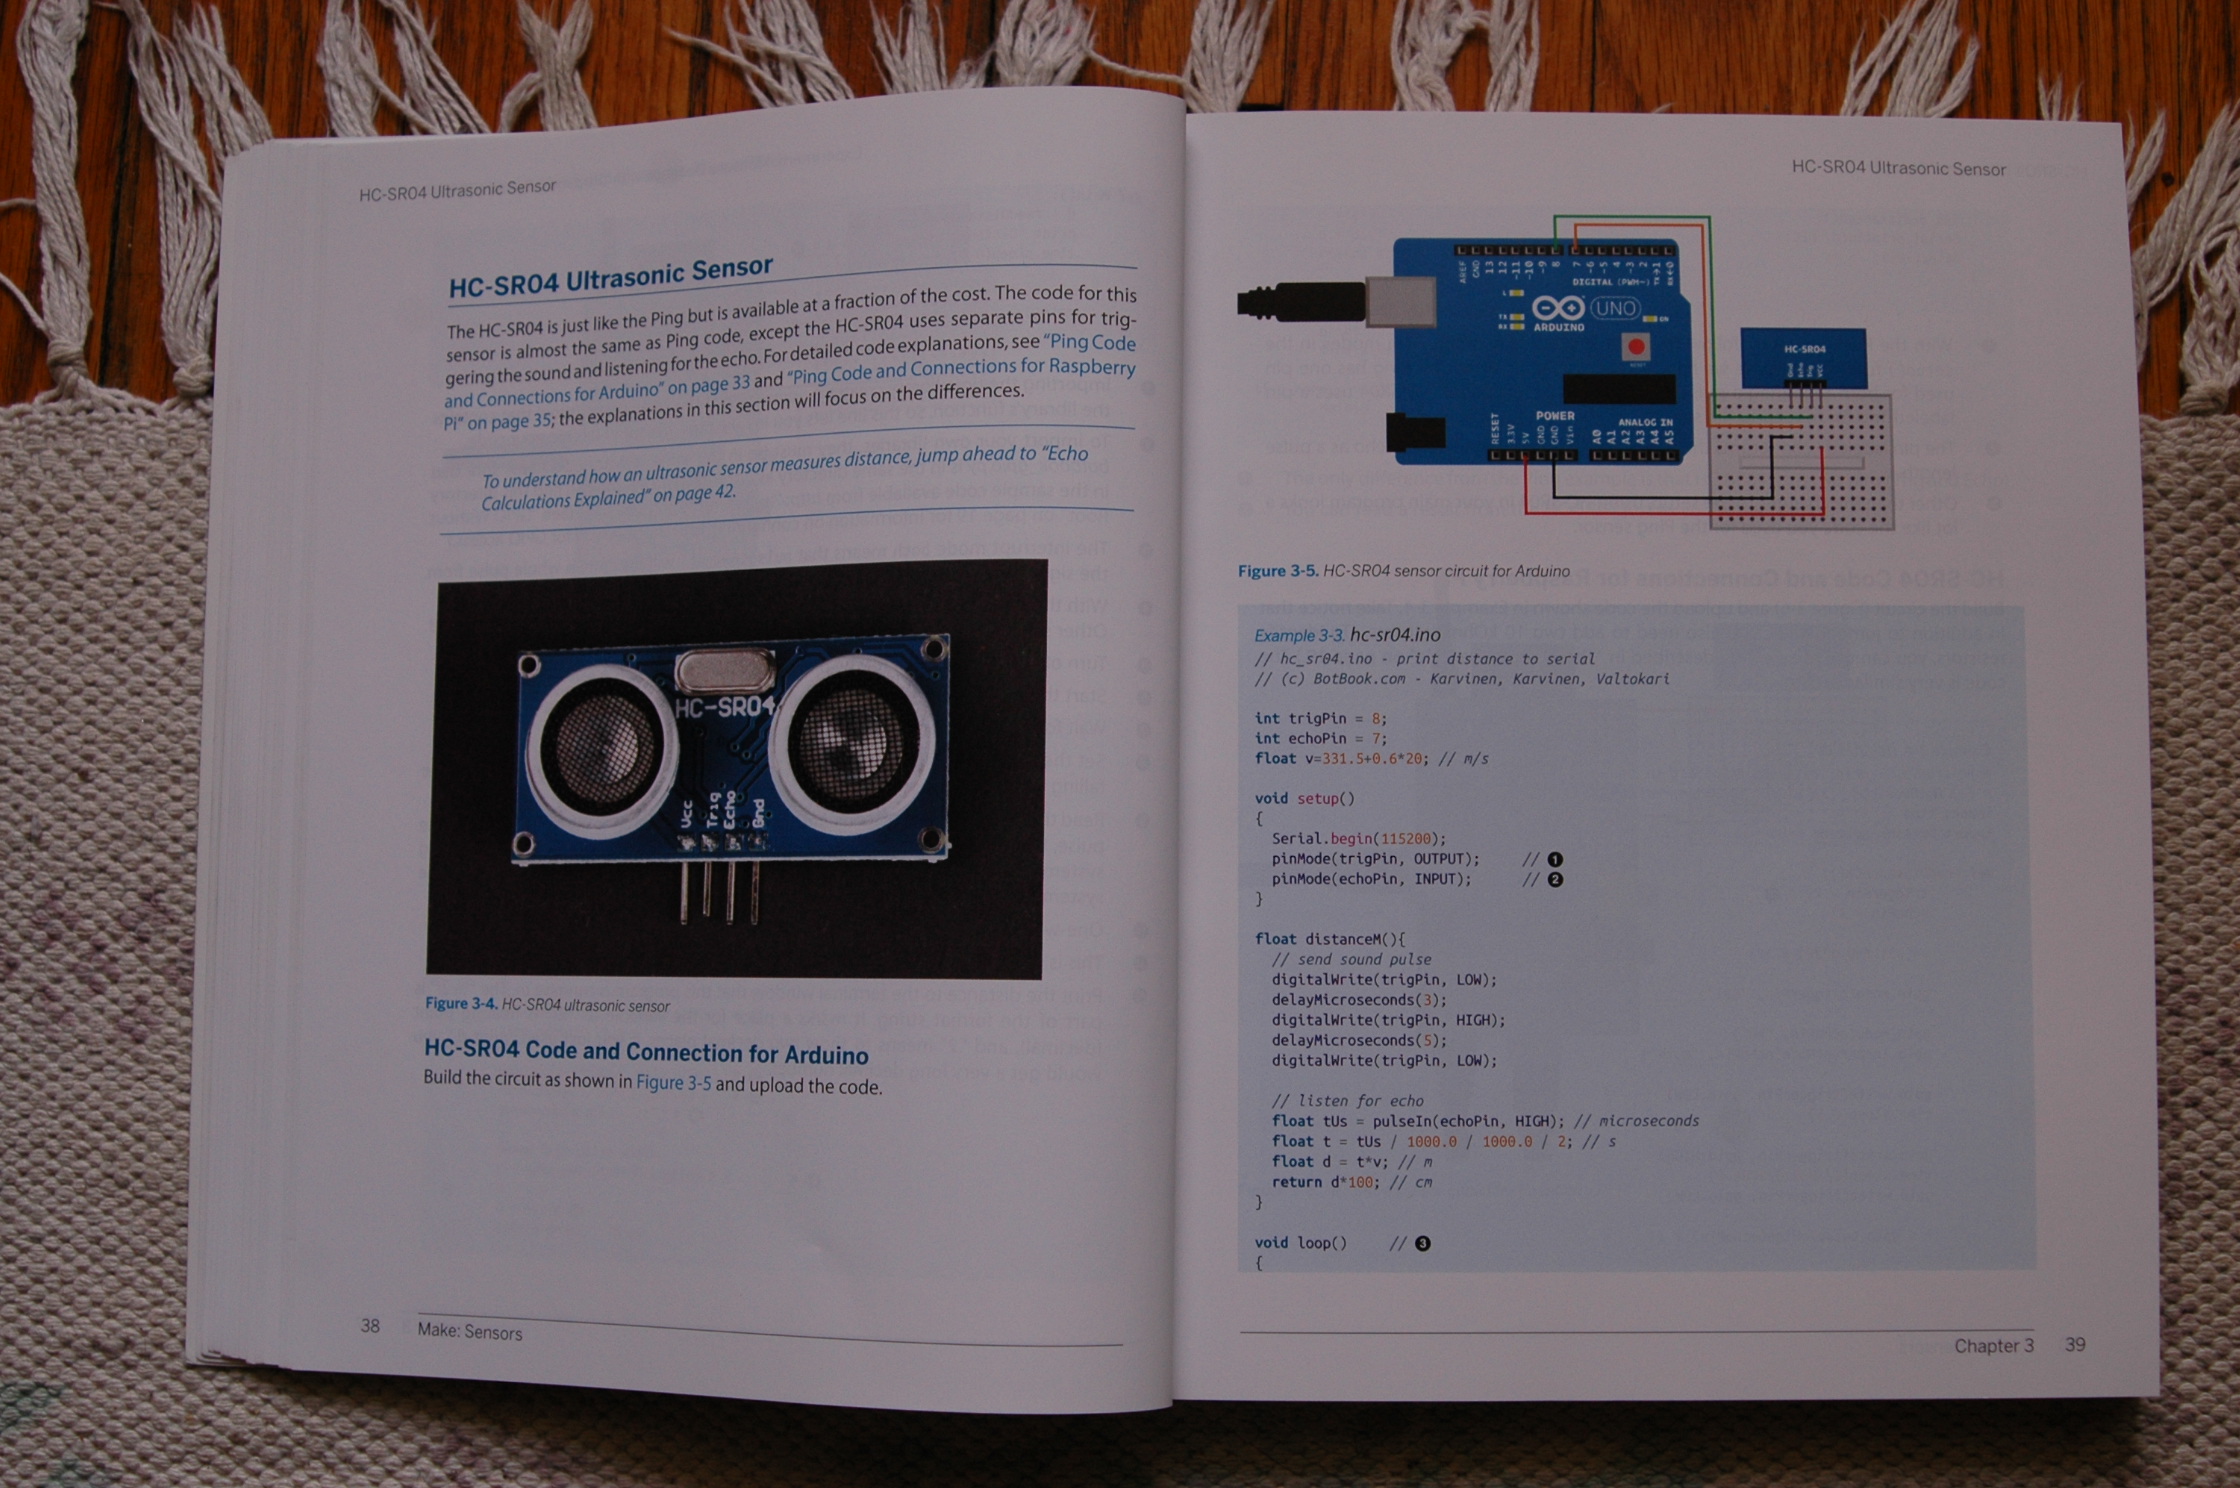 HC-SR04 Ultrasonic Sensor
HC-SR04 Ultrasonic Sensor
The HC-SR04 is just like the Ping but is available at a fraction of the cost. The code for this
sensor is almost the same as Ping code, except the HC-SR04 uses separate pins for trig-
gering the sound and listening for the echo. For detailed code explanations, see "Ping Code
and Connections for Arduino" on page 33 and "Ping Code and Connections for Raspberry
Pi" on page 35; the explanations in this section will focus on the differences.
To understand how an ultrasonic sensor measures distance, jump ahead to "Echo
Calculations Explained" on page 42.
HC-SR04
Vcc
Trig
Echo
Gnd
Figure 3-4. HC-SR04 ultrasonic sensor
HC-SR04 Code and Connection for Arduino
Build the circuit as shown in Figure 3-5 and upload the code.
38
Make: Sensors
HC-SR04 Ultrasonic Sensor
AREF
GND
13
12
~11
~10
~9
8
7
~6
~5
4
~3
2
TX→1
RX←0
DIGITAL (PWM~)
L
TX
RX
ARDUINO
UNO
ON
RESET
RESET
3.3V
5V
GND
GND
Vin
POWER
A0
A1
A2
A3
A4
A5
ANALOG IN
HC-SR04
Figure 3-5. HC-SR04 sensor circuit for Arduino
Example 3-3. hc-sr04.ino
// hc_sr04.ino - print distance to serial
// (c) BotBook.com - Karvinen, Karvinen, Valtokari
int trigPin = 8;
int echoPin = 7;
float v=331.5+0.6*20; // m/s
void setup()
{
Serial.begin(115200);
pinMode(trigPin, OUTPUT); // ❶
pinMode(echoPin, INPUT); // ❷
}
float distanceM(){
// send sound pulse
digitalWrite(trigPin, LOW);
delayMicroseconds(3);
digitalWrite(trigPin, HIGH);
delayMicroseconds(5);
digitalWrite(trigPin, LOW);
// listen for echo
float tUs = pulseIn(echoPin, HIGH); // microseconds
float t = tUs / 1000.0 / 1000.0 / 2; // s
float d = t*v; // m
return d*100; // cm
}
void loop() // ❸
{
Chapter 3
39